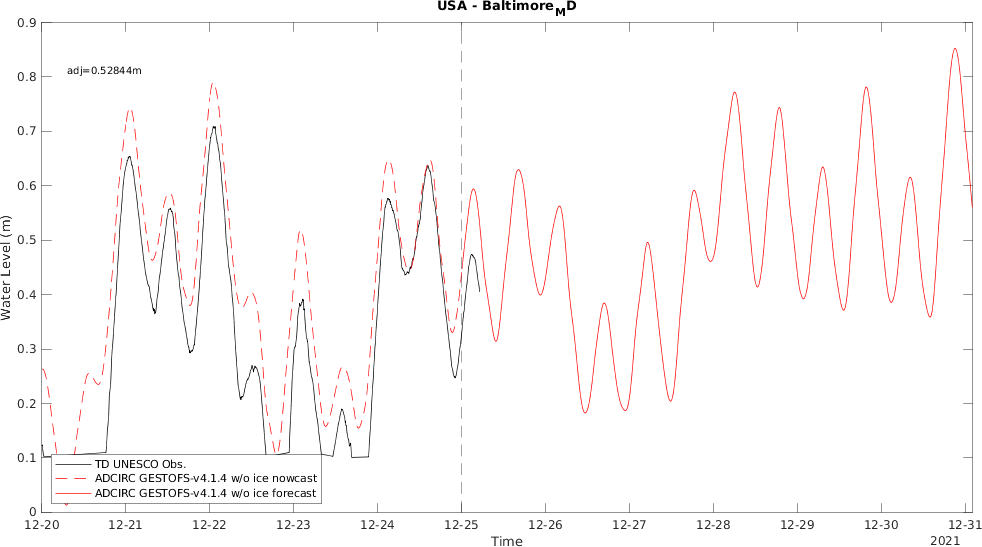 USA - Baltimore_MD
0.9
adj=0.52844m
0.8
0.7
0.6
0.5
0.4
0.3
0.2
0.1
0
Water Level (m)
TD UNESCO Obs.
ADCIRC GESTOFS-v4.1.4 w/o ice nowcast
ADCIRC GESTOFS-v4.1.4 w/o ice forecast
12-20 12-21 12-22 12-23 12-24 12-25 12-26 12-27 12-28 12-29 12-30 12-31
Time
2021